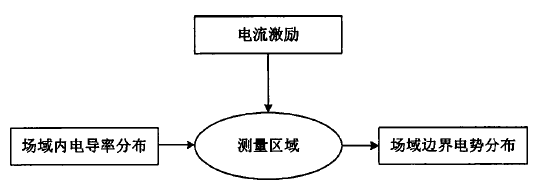 电流激励
场域内电导率分布
测量区域
场域边界电势分布